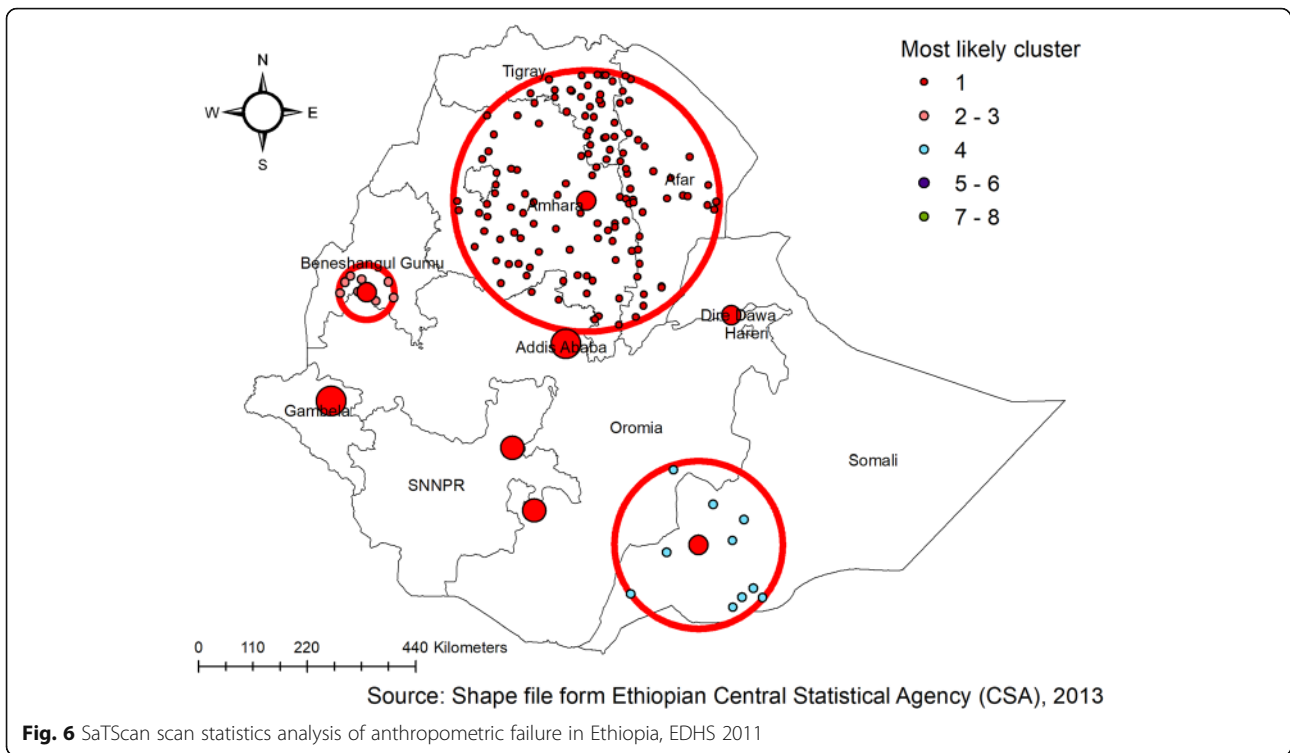 N
W E
S
Most likely cluster
1
2 - 3
4
5 - 6
7 - 8
Tigray
Afar
Amhara
Beneshangul Gumu
Dire Dawa
Hareri
Addis Ababa
Gambela
Oromia
Somali
SNNPR
0 110 220 440 Kilometers
Source: Shape file form Ethiopian Central Statistical Agency (CSA), 2013
Fig. 6 SaTScan scan statistics analysis of anthropometric failure in Ethiopia, EDHS 2011